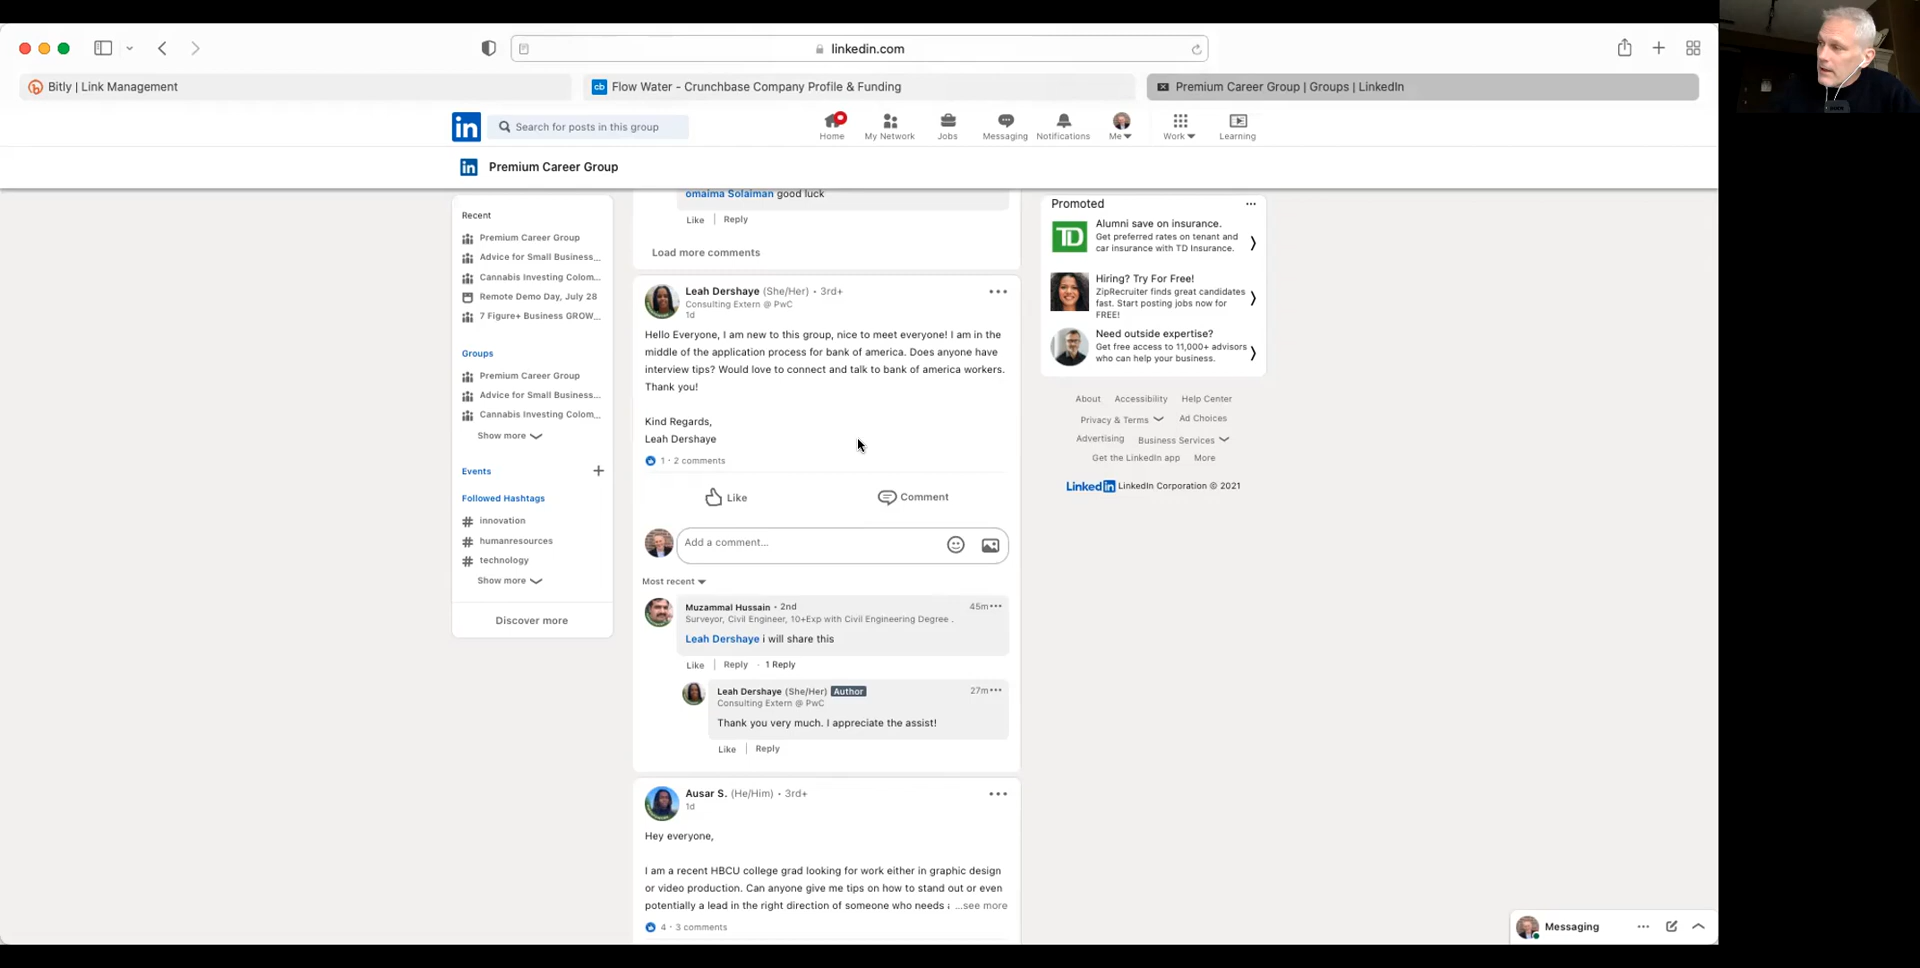 linkedin.com
Bitly | Link Management
Flow Water - Crunchbase Company Profile & Funding
Premium Career Group | Groups | LinkedIn
Search for posts in this group
Home
My Network
Jobs
Messaging
Notifications
Me
Work
Learning
Premium Career Group
Recent
Premium Career Group
Advice for Small Business...
Cannabis Investing Colom...
Remote Demo Day, July 28
7 Figure+ Business GROW...
Groups
Premium Career Group
Advice for Small Business...
Cannabis Investing Colom...
Show more
Events
Followed Hashtags
# innovation
# humanresources
# technology
Show more
Discover more
omaima Solaiman good luck
Like | Reply
Load more comments
Leah Dershaye (She/Her) • 3rd+
Consulting Extern @ PwC
1d
Hello Everyone, I am new to this group, nice to meet everyone! I am in the
middle of the application process for bank of america. Does anyone have
interview tips? Would love to connect and talk to bank of america workers.
Thank you!
Kind Regards,
Leah Dershaye
1 · 2 comments
Like
Comment
Add a comment...
Most recent
Muzammal Hussain • 2nd
45m
Surveyor, Civil Engineer, 10+Exp with Civil Engineering Degree .
Leah Dershaye i will share this
Like | Reply · 1 Reply
Leah Dershaye (She/Her) Author
27m
Consulting Extern @ PwC
Thank you very much. I appreciate the assist!
Like | Reply
Ausar S. (He/Him) • 3rd+
1d
Hey everyone,
I am a recent HBCU college grad looking for work either in graphic design
or video production. Can anyone give me tips on how to stand out or even
potentially a lead in the right direction of someone who needs ...see more
4 · 3 comments
Promoted
TD
Alumni save on insurance.
Get preferred rates on tenant and
car insurance with TD Insurance.
Hiring? Try For Free!
ZipRecruiter finds great candidates
fast. Start posting jobs now for
FREE!
Need outside expertise?
Get free access to 11,000+ advisors
who can help your business.
About
Accessibility
Help Center
Privacy & Terms
Ad Choices
Advertising
Business Services
Get the LinkedIn app
More
LinkedIn LinkedIn Corporation © 2021
Messaging